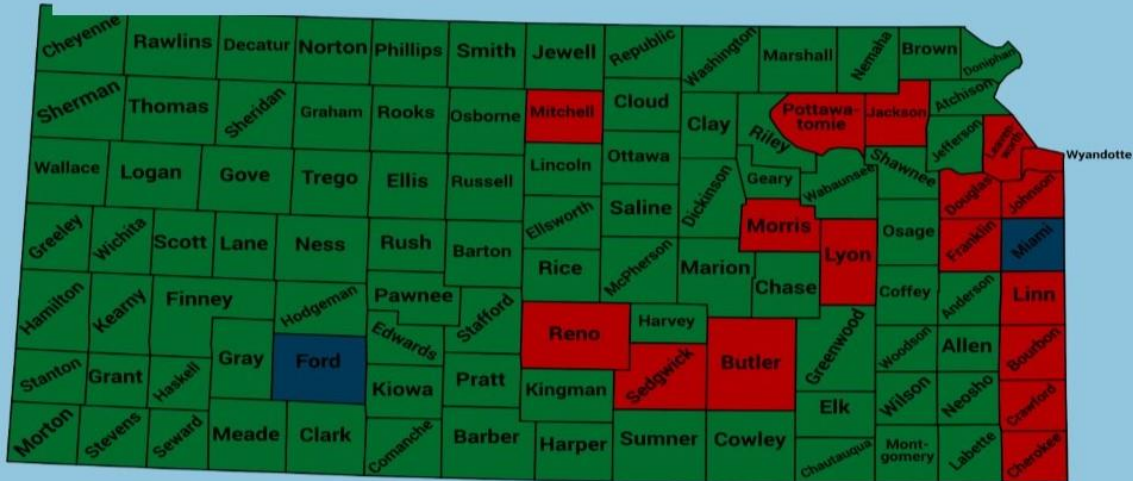 Cheyenne
Rawlins
Decatur
Norton
Phillips
Smith
Jewell
Republic
Washington
Marshall
Nemaha
Brown
Doniphan
Sherman
Thomas
Sheridan
Graham
Rooks
Osborne
Mitchell
Cloud
Clay
Riley
Pottawa-
tomie
Jackson
Atchison
Jefferson
Leaven-
worth
Wyandotte
Wallace
Logan
Gove
Trego
Ellis
Russell
Lincoln
Ottawa
Dickinson
Geary
Wabaunsee
Shawnee
Douglas
Johnson
Greeley
Wichita
Scott
Lane
Ness
Rush
Barton
Ellsworth
Saline
Morris
Lyon
Osage
Franklin
Miami
Hamilton
Kearny
Finney
Hodgeman
Pawnee
Stafford
Rice
McPherson
Marion
Chase
Coffey
Anderson
Linn
Gray
Ford
Edwards
Reno
Harvey
Sedgwick
Butler
Greenwood
Woodson
Allen
Bourbon
Stanton
Grant
Haskell
Kiowa
Pratt
Kingman
Elk
Wilson
Neosho
Crawford
Morton
Stevens
Seward
Meade
Clark
Comanche
Barber
Harper
Sumner
Cowley
Chautauqua
Mont-
gomery
Labette
Cherokee